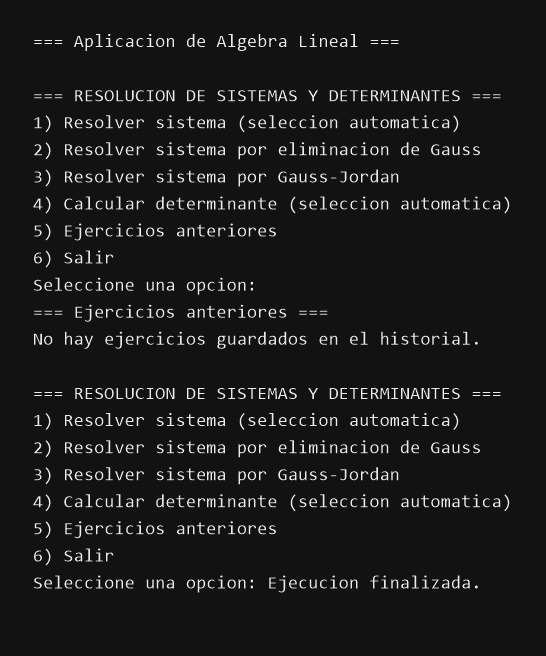 === Aplicacion de Algebra Lineal ===
=== RESOLUCION DE SISTEMAS Y DETERMINANTES ===
1) Resolver sistema (seleccion automatica)
2) Resolver sistema por eliminacion de Gauss
3) Resolver sistema por Gauss-Jordan
4) Calcular determinante (seleccion automatica)
5) Ejercicios anteriores
6) Salir
Seleccione una opcion:
=== Ejercicios anteriores ===
No hay ejercicios guardados en el historial.
=== RESOLUCION DE SISTEMAS Y DETERMINANTES ===
1) Resolver sistema (seleccion automatica)
2) Resolver sistema por eliminacion de Gauss
3) Resolver sistema por Gauss-Jordan
4) Calcular determinante (seleccion automatica)
5) Ejercicios anteriores
6) Salir
Seleccione una opcion: Ejecucion finalizada.